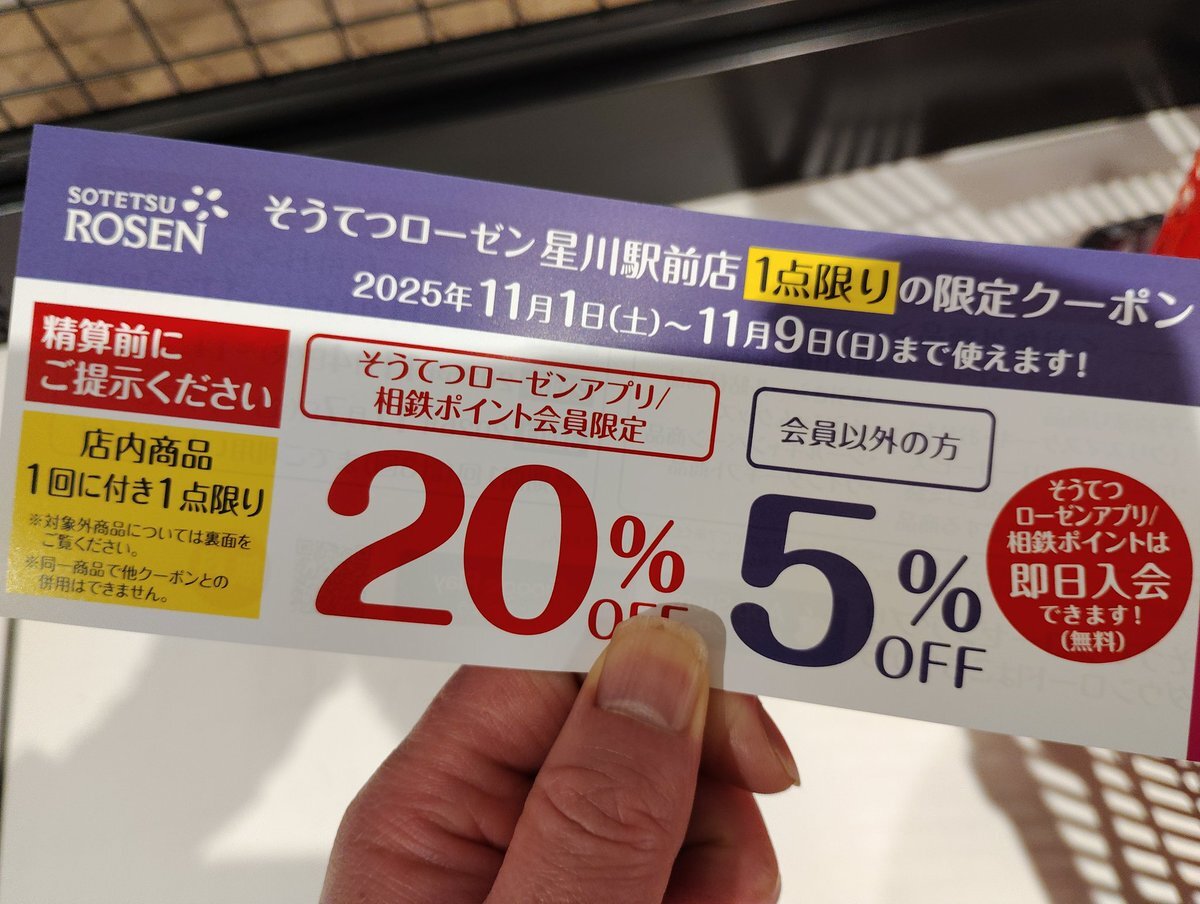 SOTETSU
ROSEN
そうてつローゼン星川駅前店 1点限りの限定クーポン
2025年11月1日(土)～11月9日(日)まで使えます!
精算前に
ご提示ください
店内商品
1回に付き1点限り
※対象外商品については裏面を
ご覧ください。
※同一商品で他クーポンとの
併用はできません。
そうてつローゼンアプリ/
相鉄ポイント会員限定
20%
OFF
会員以外の方
5%
OFF
そうてつ
ローゼンアプリ/
相鉄ポイントは
即日入会
できます!
(無料)